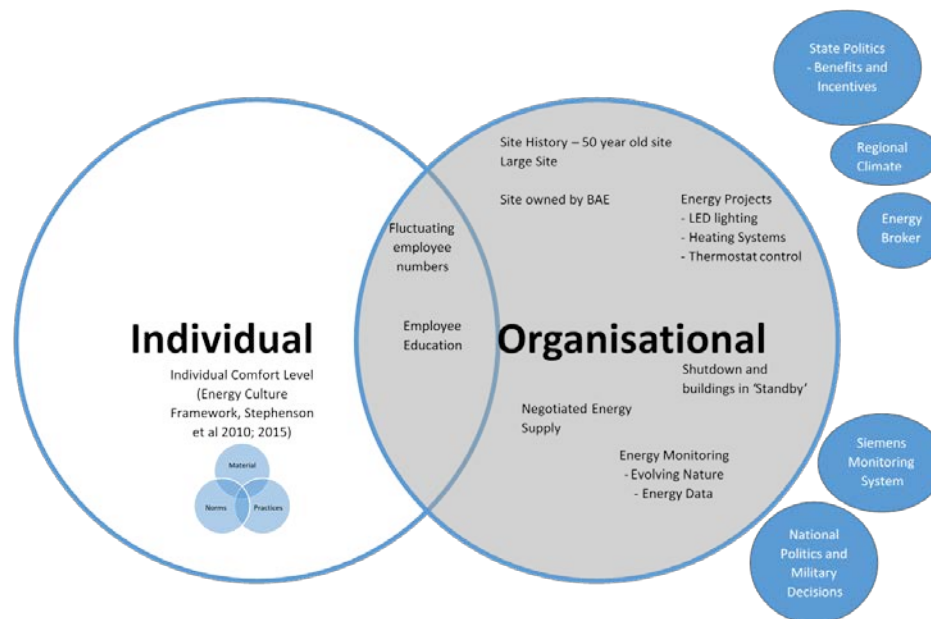 State Politics
- Benefits and
Incentives
Regional
Climate
Energy
Broker
Site History – 50 year old site
Large Site
Site owned by BAE
Energy Projects
- LED lighting
- Heating Systems
- Thermostat control
Fluctuating
employee
numbers
Employee
Education
Individual
Individual Comfort Level
(Energy Culture
Framework, Stephenson
et al 2010; 2015)
Material
Norms
Practices
Organisational
Shutdown and
buildings in ‘Standby’
Negotiated Energy
Supply
Energy Monitoring
- Evolving Nature
- Energy Data
Siemens
Monitoring
System
National
Politics and
Military
Decisions